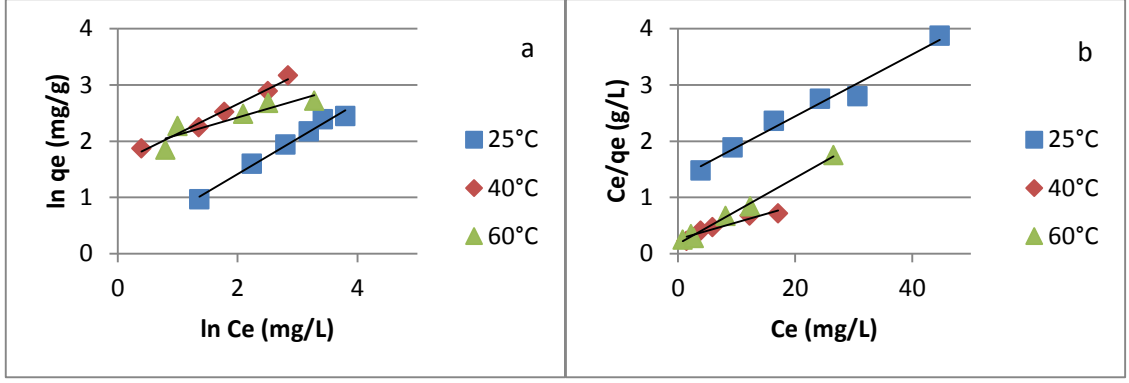 a
ln qe (mg/g)
4
3
2
1
0
0 2 4
ln Ce (mg/L)
25°C
40°C
60°C
b
Ce/qe (g/L)
4
3
2
1
0
0 20 40
Ce (mg/L)
25°C
40°C
60°C